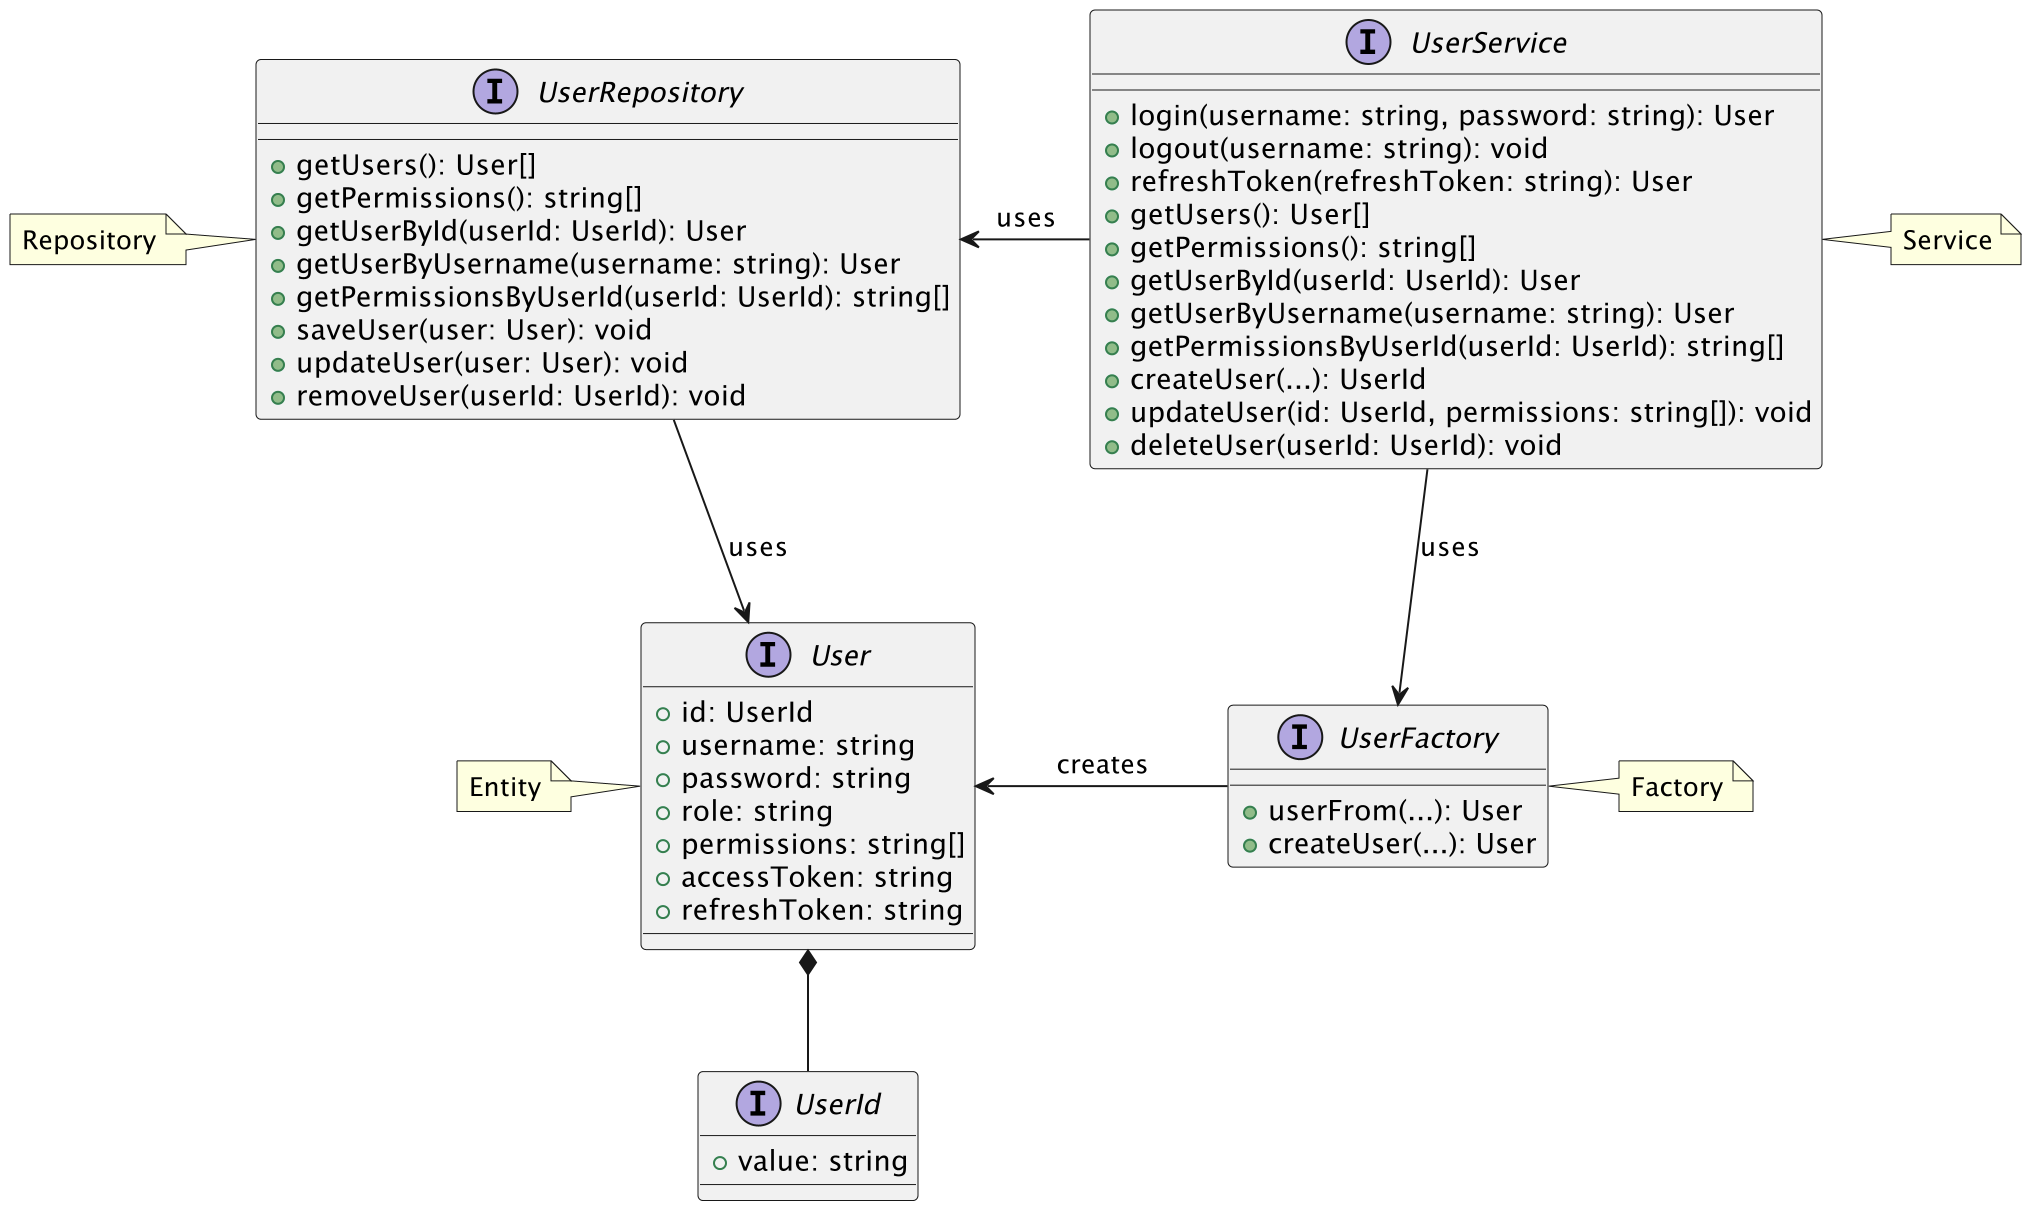 I UserRepository
getUsers(): User[]
getPermissions(): string[]
getUserById(userId: UserId): User
getUserByUsername(username: string): User
getPermissionsByUserId(userId: UserId): string[]
saveUser(user: User): void
updateUser(user: User): void
removeUser(userId: UserId): void
Repository
uses
I UserService
login(username: string, password: string): User
logout(username: string): void
refreshToken(refreshToken: string): User
getUsers(): User[]
getPermissions(): string[]
getUserById(userId: UserId): User
getUserByUsername(username: string): User
getPermissionsByUserId(userId: UserId): string[]
createUser(...): UserId
updateUser(id: UserId, permissions: string[]): void
deleteUser(userId: UserId): void
Service
uses
uses
I User
id: UserId
username: string
password: string
role: string
permissions: string[]
accessToken: string
refreshToken: string
Entity
creates
I UserFactory
userFrom(...): User
createUser(...): User
Factory
I UserId
value: string